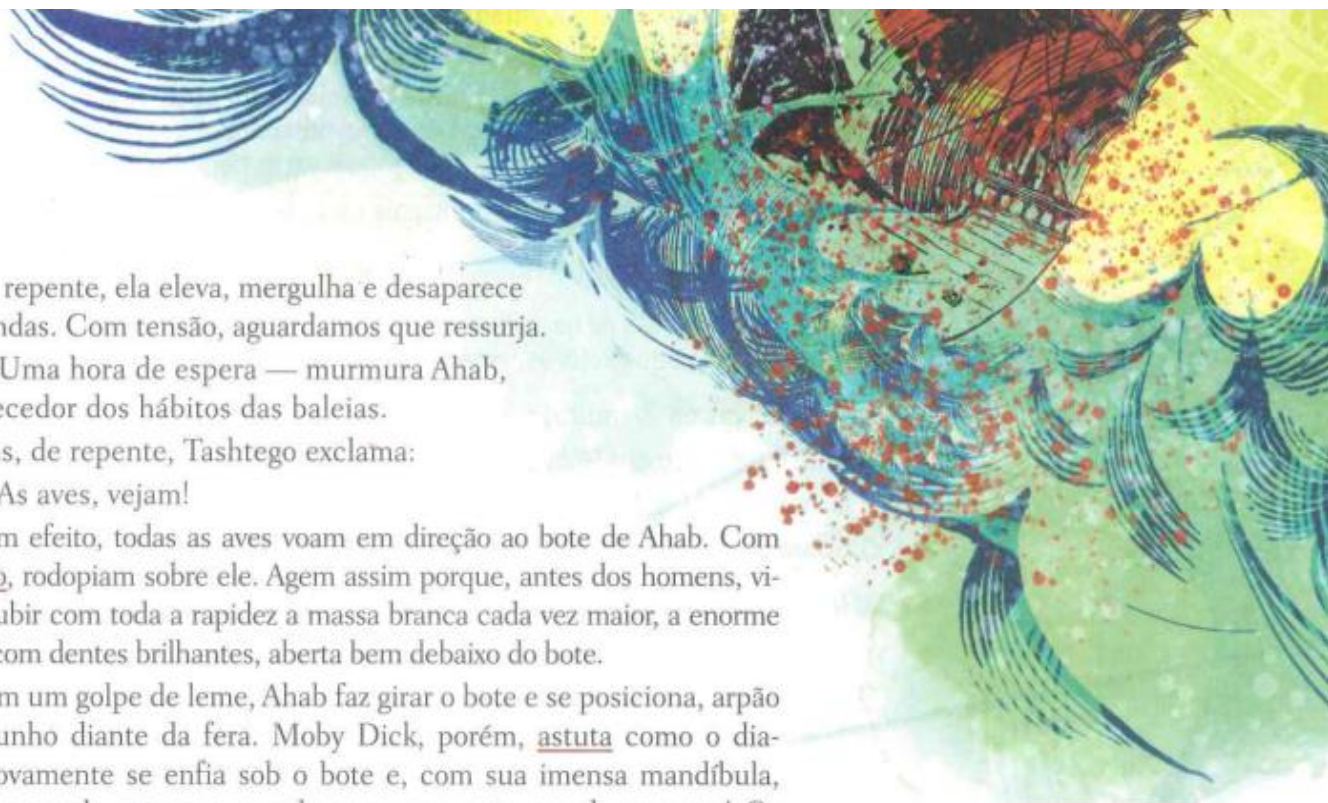 repente, ela eleva, mergulha e desaparece
ndas. Com tensão, aguardamos que ressurja.
Uma hora de espera — murmura Ahab,
ecedor dos hábitos das baleias.
s, de repente, Tashtego exclama:
As aves, vejam!
m efeito, todas as aves voam em direção ao bote de Ahab. Com
o, rodopiam sobre ele. Agem assim porque, antes dos homens, vi-
ubir com toda a rapidez a massa branca cada vez maior, a enorme
com dentes brilhantes, aberta bem debaixo do bote.
m um golpe de leme, Ahab faz girar o bote e se posiciona, arpão
unho diante da fera. Moby Dick, porém, astuta como o dia-
ovamente se enfia sob o bote e, com sua imensa mandíbula,